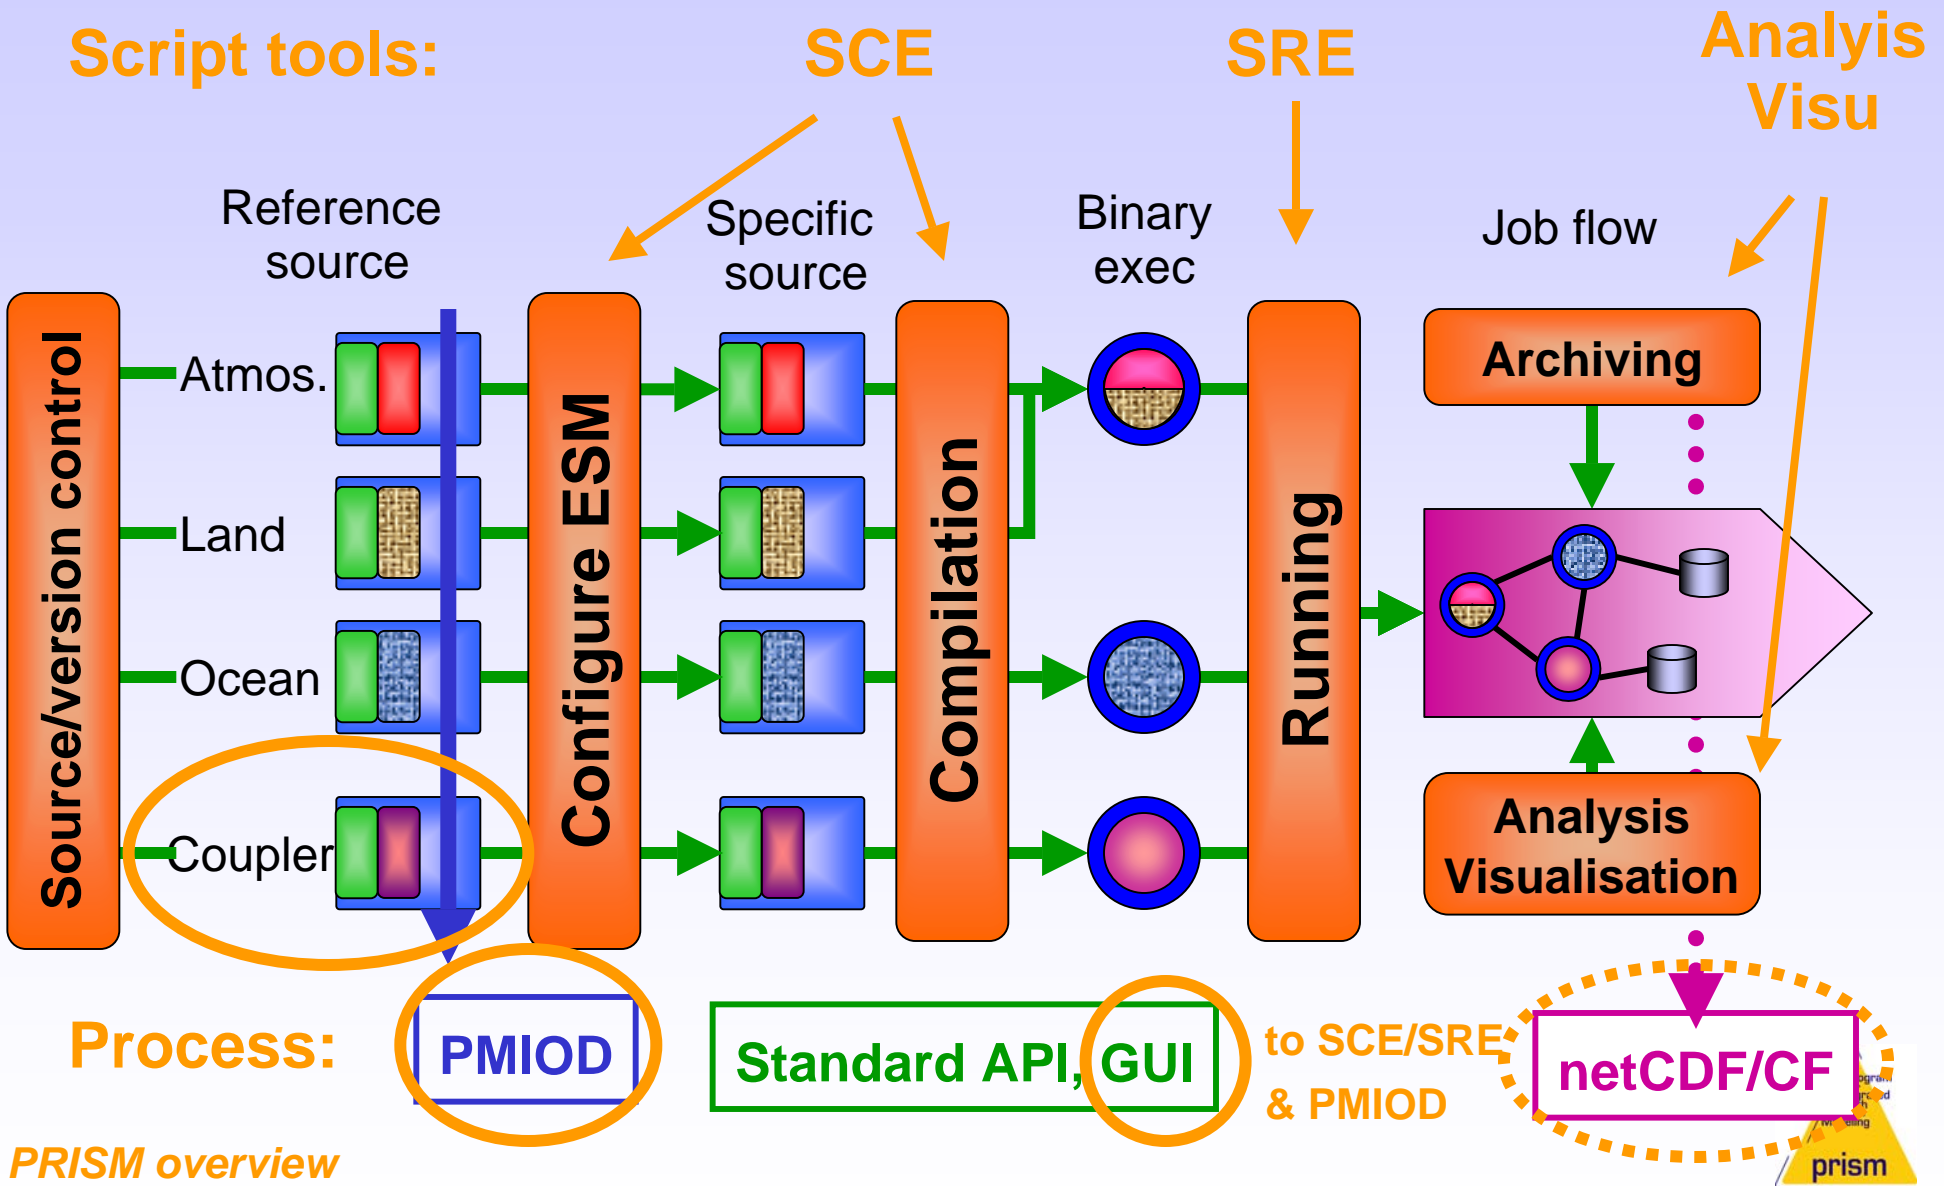 Script tools:
SCE
SRE
Analyis
Visu
Reference
source
Specific
source
Binary
exec
Job flow
Source/version control
Atmos.
Land
Ocean
Coupler
Configure ESM
Compilation
Running
Archiving
Analysis
Visualisation
Process:
PMIOD
Standard API, GUI
to SCE/SRE
& PMIOD
netCDF/CF
PRISM overview
prism